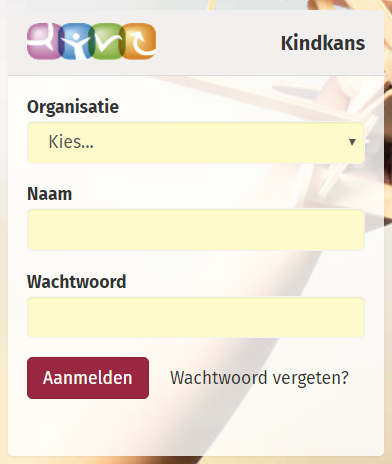 Kindkans
Organisatie
Kies...
Naam
Wachtwoord
Aanmelden Wachtwoord vergeten?